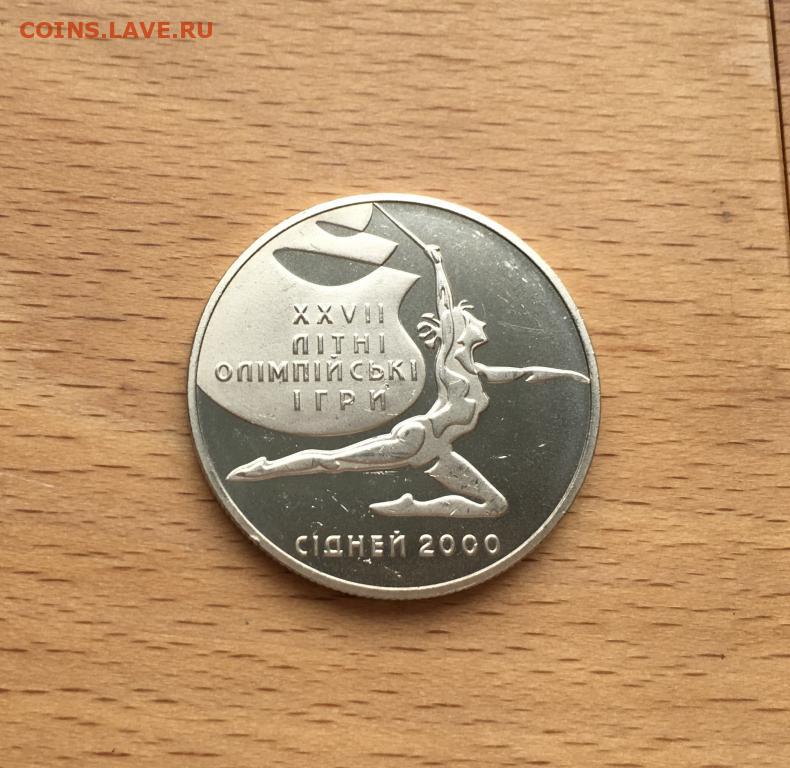 COINS.LAVE.RU
XXVII
ЛІТНІ
ОЛІМПІЙСЬКІ
ІГРИ
СІДНЕЙ 2000